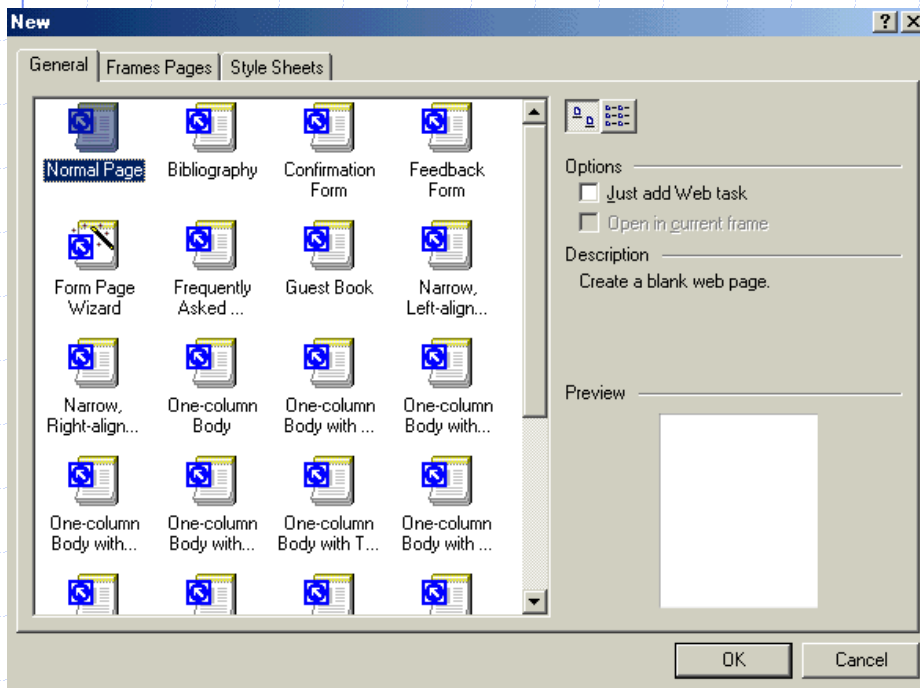 New
General Frames Pages Style Sheets
Normal Page Bibliography Confirmation Form Feedback Form
Form Page Wizard Frequently Asked ... Guest Book Narrow, Left-align...
Narrow, Right-align... One-column Body One-column Body with ... One-column Body with...
One-column Body with... One-column Body with... One-column Body with T... One-column Body with ...
Options
Just add Web task
Open in current frame
Description
Create a blank web page.
Preview
OK Cancel